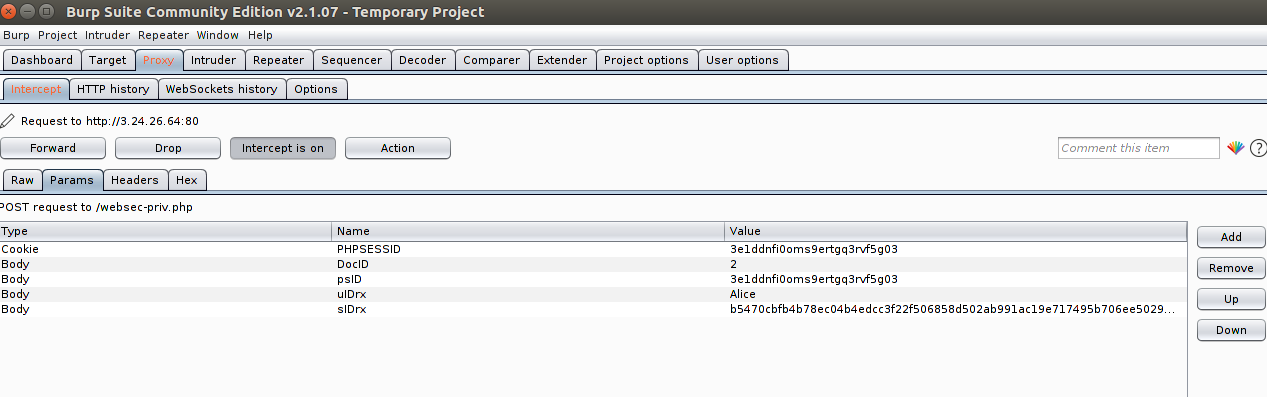 Burp Suite Community Edition v2.1.07 - Temporary Project
Burp Project Intruder Repeater Window Help
Dashboard Target Proxy Intruder Repeater Sequencer Decoder Comparer Extender Project options User options
Intercept HTTP history WebSockets history Options
Request to http://3.24.26.64:80
Forward Drop Intercept is on Action Comment this item ?
Raw Params Headers Hex
POST request to /websec-priv.php
Type Name Value
Cookie PHPSESSID 3e1ddnfi0oms9ertgq3rvf5g03
Body DocID 2
Body psID 3e1ddnfi0oms9ertgq3rvf5g03
Body uIDrx Alice
Body sIDrx b5470cbfb4b78ec04b4edcc3f22f506858d502ab991ac19e717495b706ee5029...
Add
Remove
Up
Down